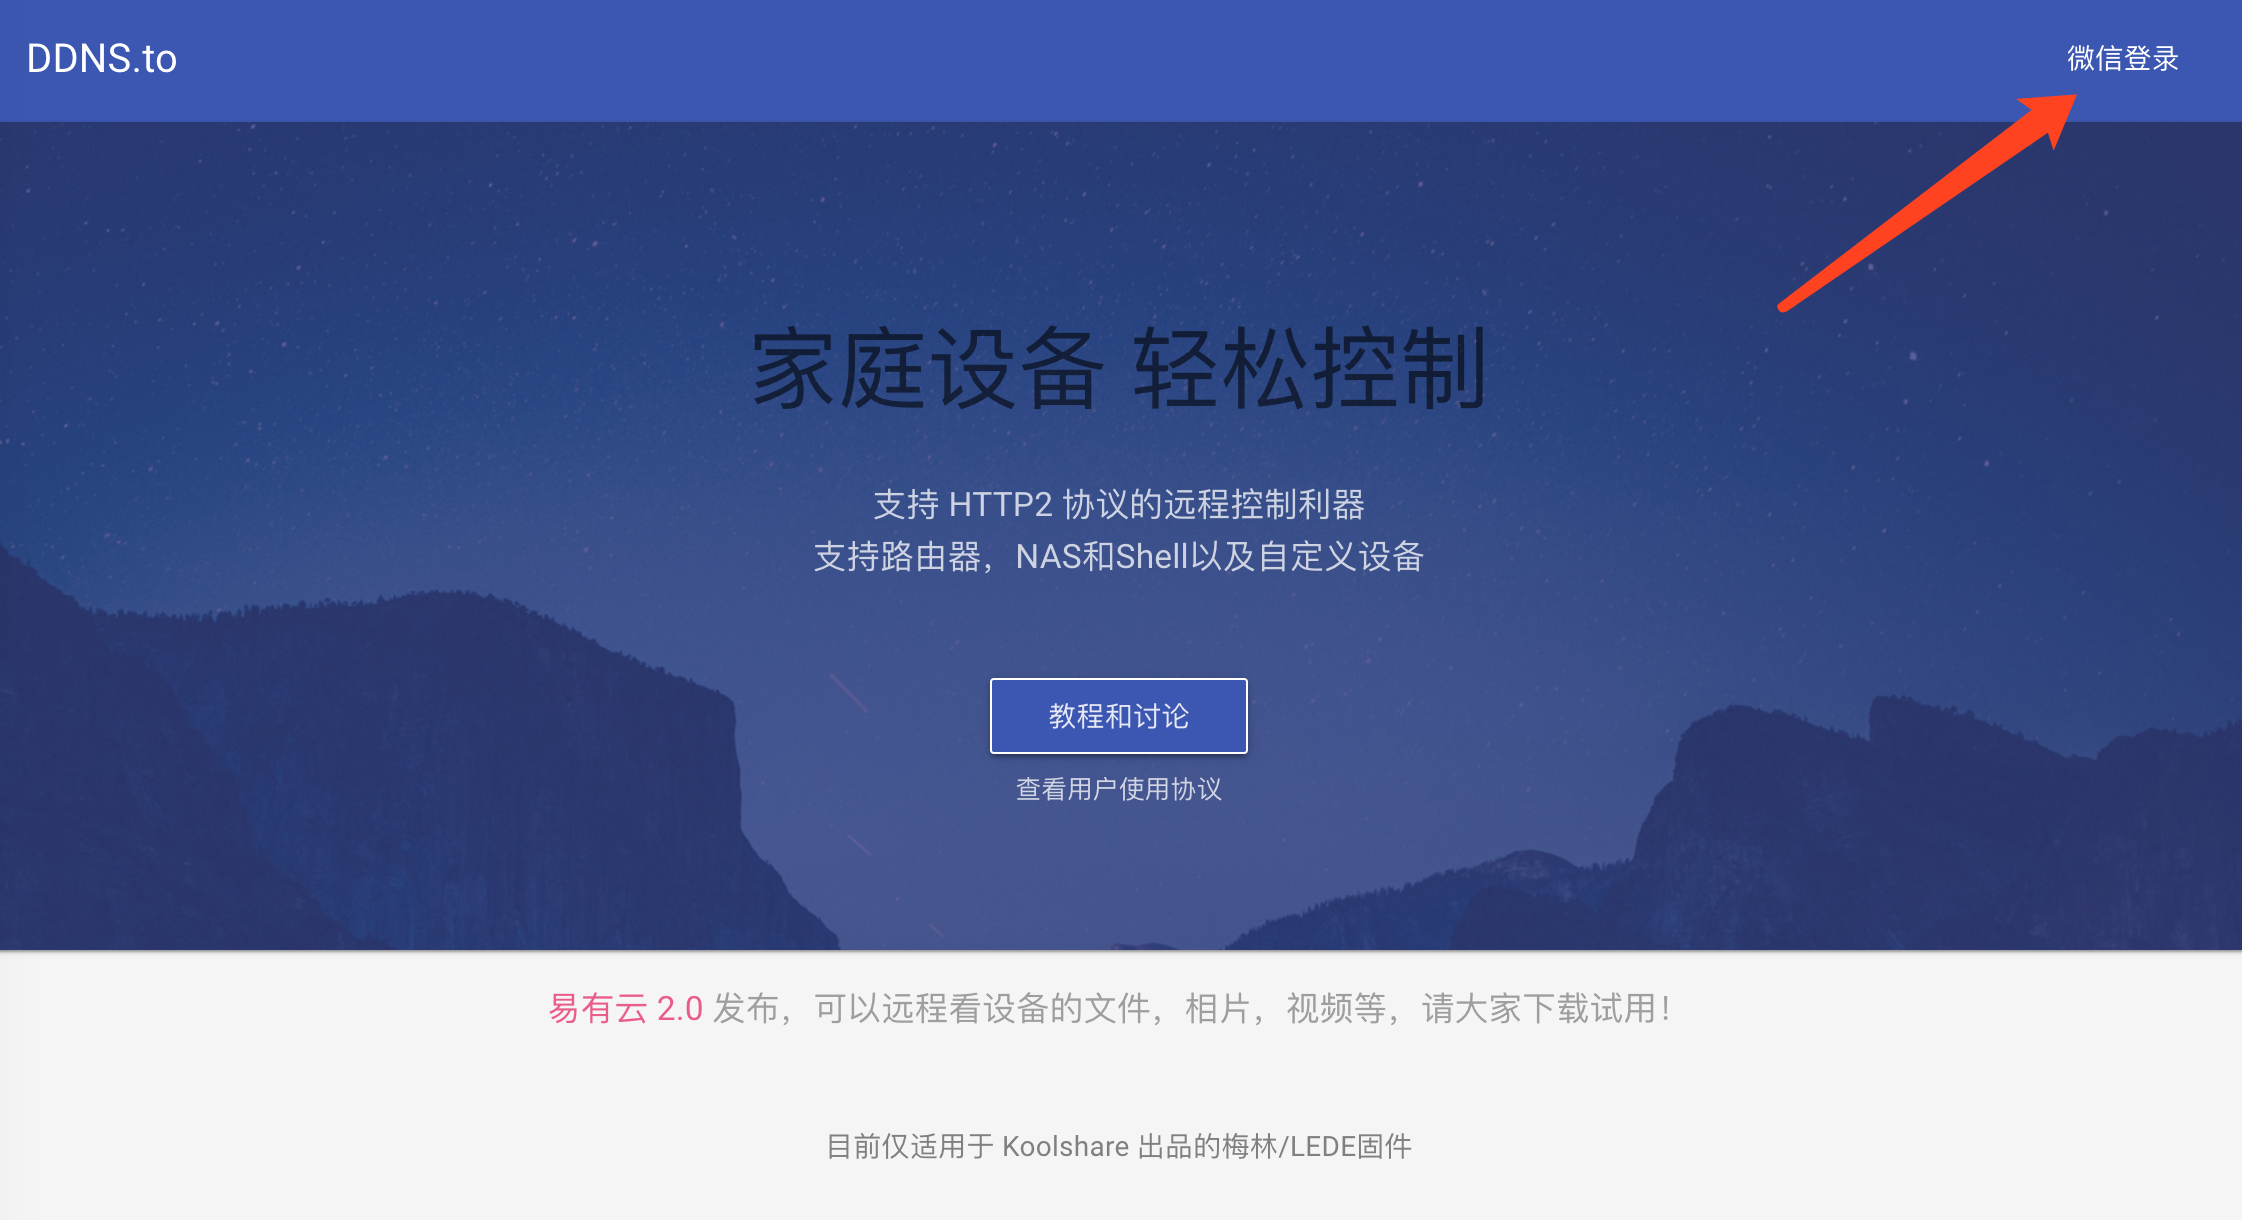 DDNS.to
微信登录
家庭设备 轻松控制
支持 HTTP2 协议的远程控制利器
支持路由器，NAS和Shell以及自定义设备
教程和讨论
查看用户使用协议
易有云 2.0 发布，可以远程看设备的文件，相片，视频等，请大家下载试用！
目前仅适用于 Koolshare 出品的梅林/LEDE固件